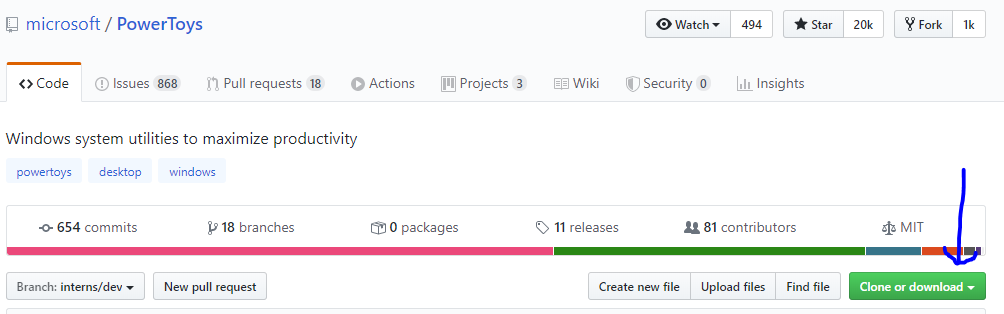 microsoft / PowerToys Watch 494 Star 20k Fork 1k
Code Issues 868 Pull requests 18 Actions Projects 3 Wiki Security 0 Insights
Windows system utilities to maximize productivity
powertoys desktop windows
654 commits 18 branches 0 packages 11 releases 81 contributors MIT
Branch: interns/dev New pull request Create new file Upload files Find file Clone or download